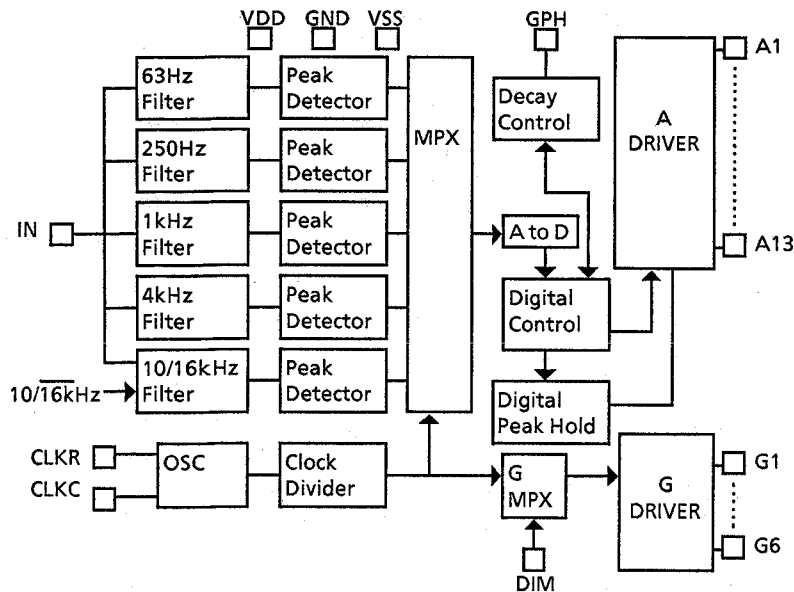 VDD
GND
VSS
GPH
A1
63Hz
Filter
Peak
Detector
MPX
Decay
Control
A
DRIVER
250Hz
Filter
Peak
Detector
IN
1kHz
Filter
Peak
Detector
A to D
A13
4kHz
Filter
Peak
Detector
Digital
Control
10/16kHz
10/16kHz
Filter
Peak
Detector
Digital
Peak Hold
CLKR
CLKC
OSC
Clock
Divider
G
MPX
G
DRIVER
G1
G6
DIM